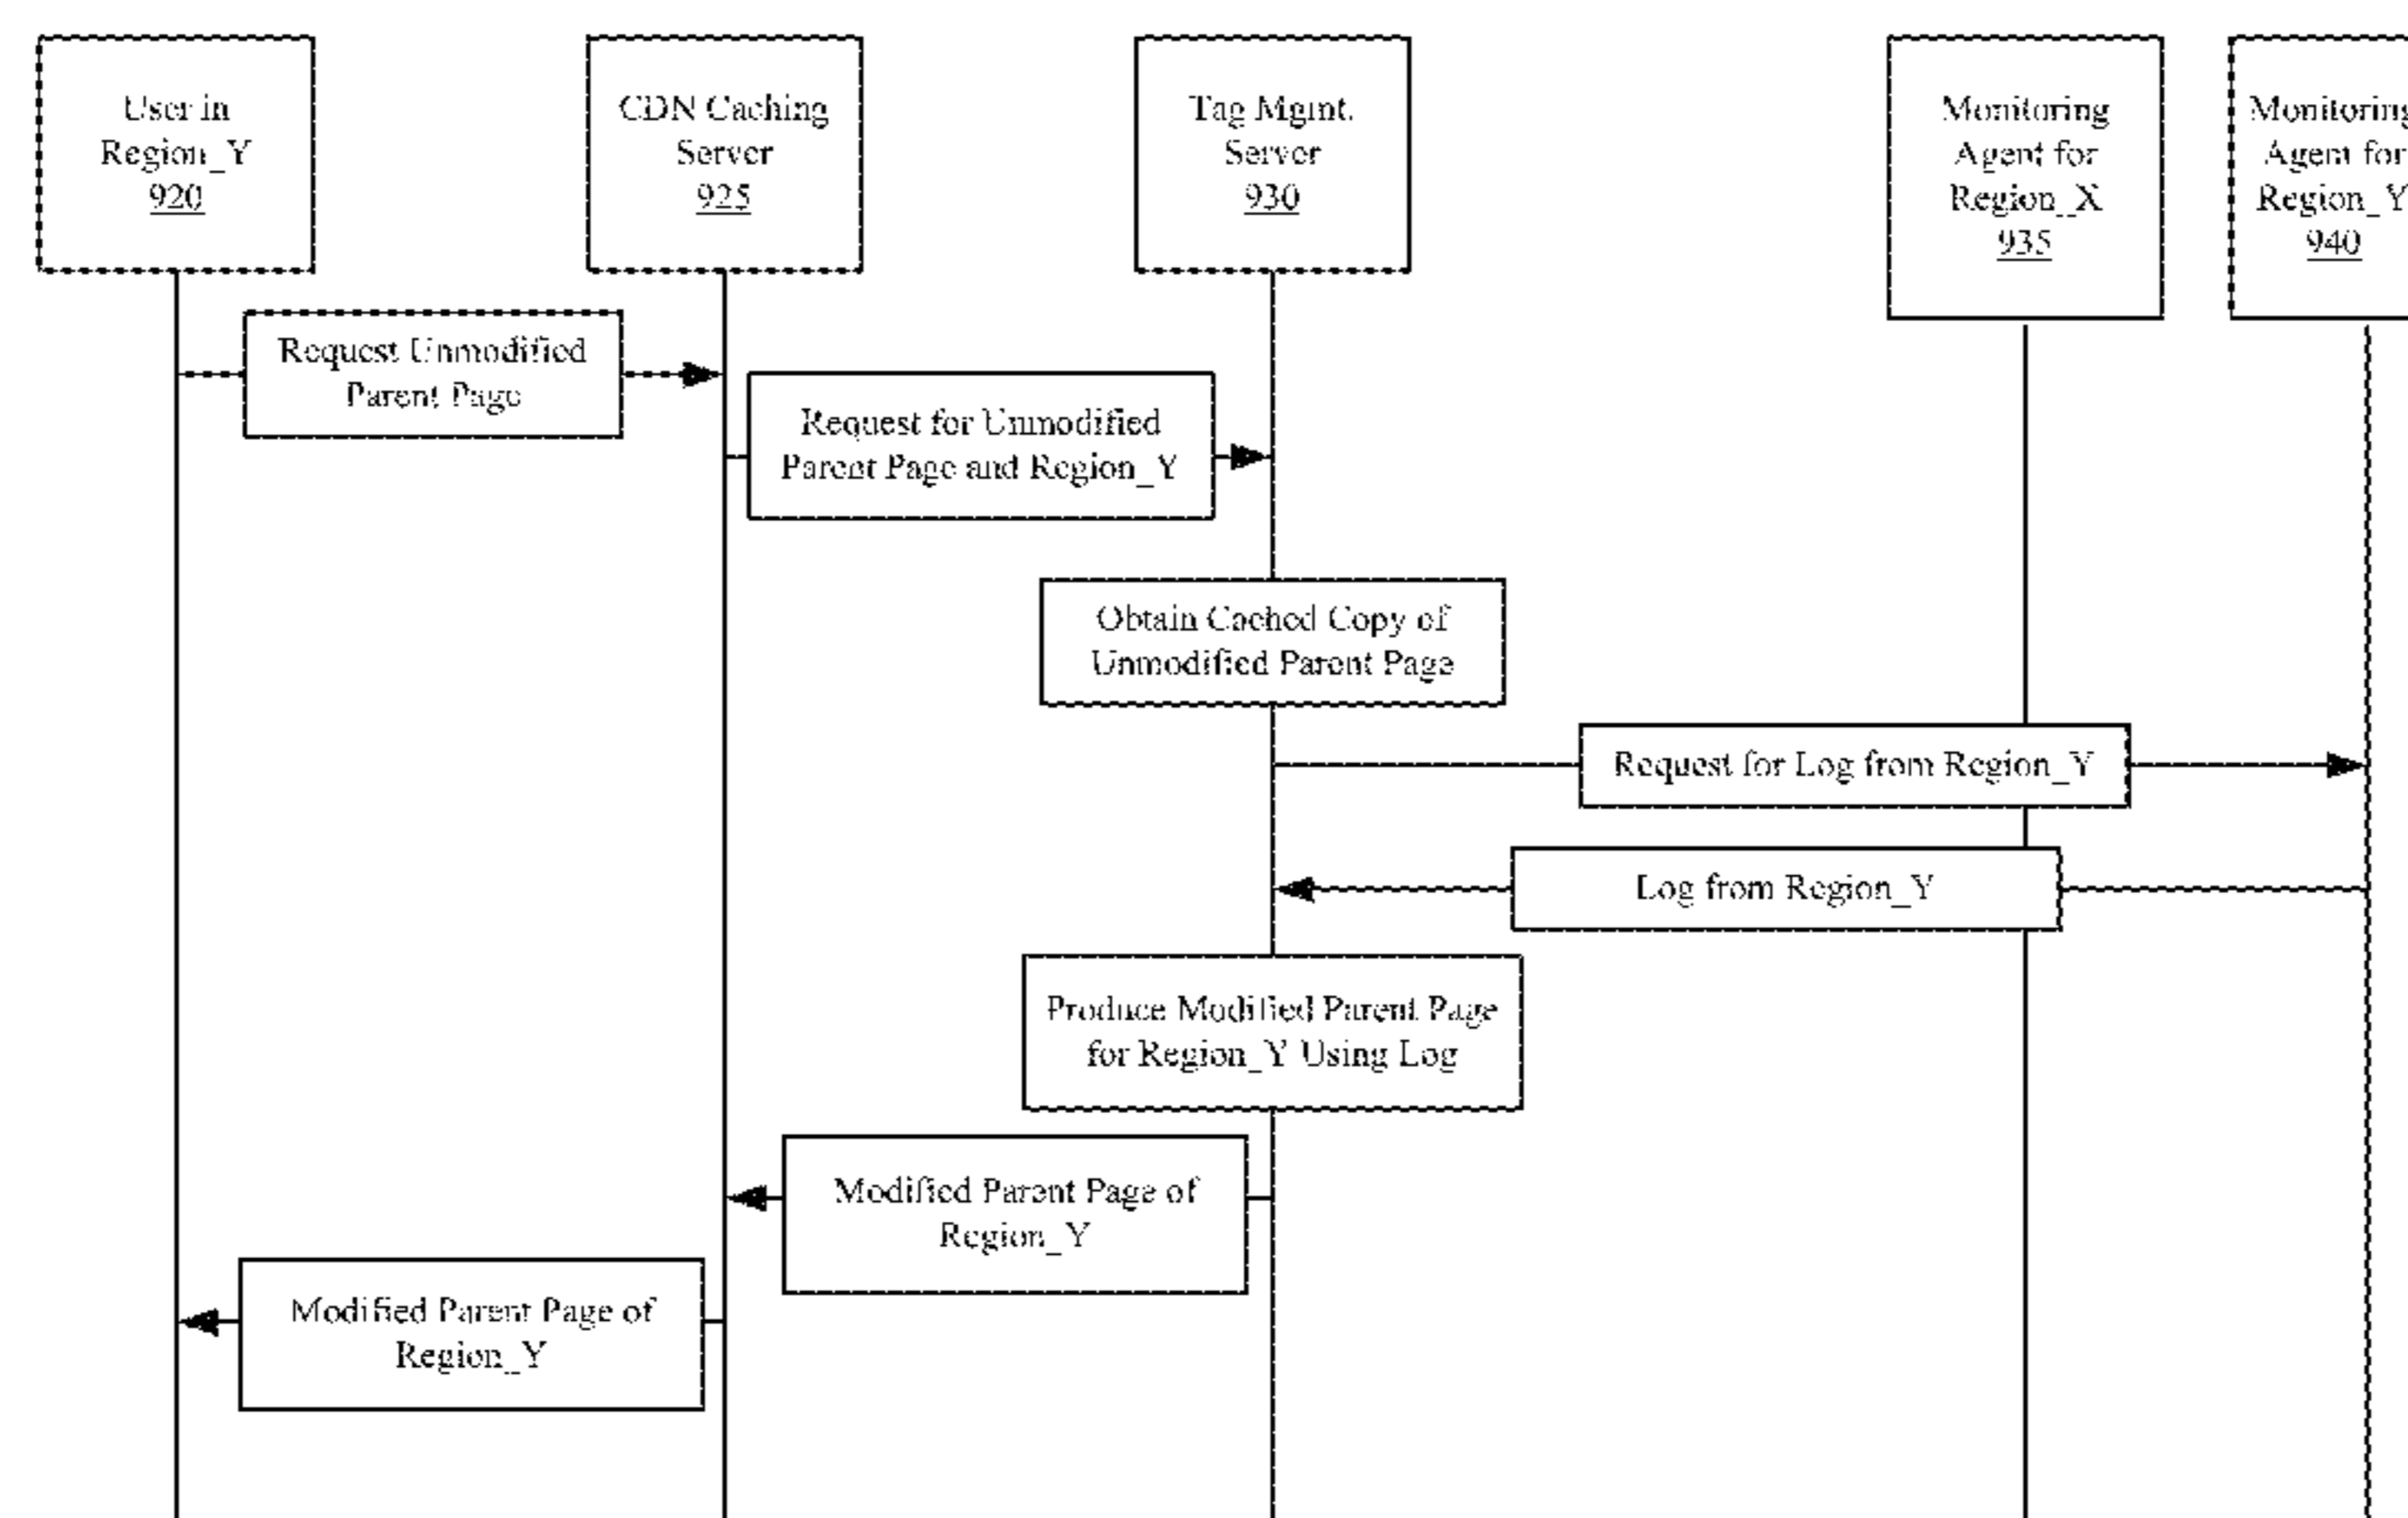 User in
Region_Y
920
CDN Caching
Server
925
Tag Mgmt.
Server
930
Monitoring
Agent for
Region_X
935
Monitoring
Agent for
Region_Y
940
Request Unmodified
Parent Page
Request for Unmodified
Parent Page and Region_Y
Obtain Cached Copy of
Unmodified Parent Page
Request for Log from Region_Y
Log from Region_Y
Produce Modified Parent Page
for Region_Y Using Log
Modified Parent Page of
Region_Y
Modified Parent Page of
Region_Y